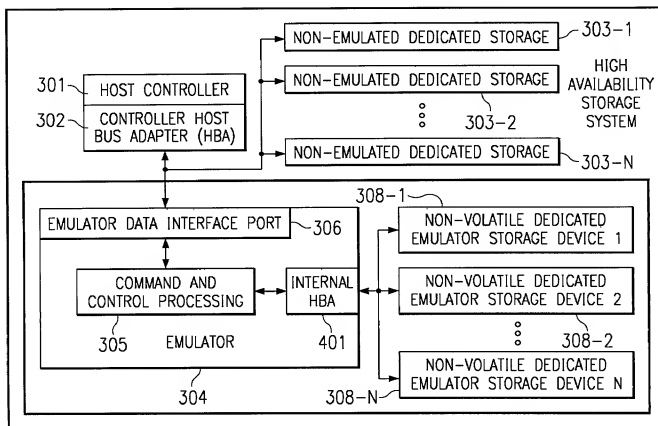 NON-EMULATED DEDICATED STORAGE
303-1
301
HOST CONTROLLER
302
CONTROLLER HOST
BUS ADAPTER (HBA)
NON-EMULATED DEDICATED STORAGE
303-2
HIGH
AVAILABILITY
STORAGE
SYSTEM
NON-EMULATED DEDICATED STORAGE
303-N
EMULATOR DATA INTERFACE PORT
306
COMMAND AND
CONTROL PROCESSING
305
INTERNAL
HBA
401
EMULATOR
304
308-1
NON-VOLATILE DEDICATED
EMULATOR STORAGE DEVICE 1
NON-VOLATILE DEDICATED
EMULATOR STORAGE DEVICE 2
308-2
NON-VOLATILE DEDICATED
EMULATOR STORAGE DEVICE N
308-N